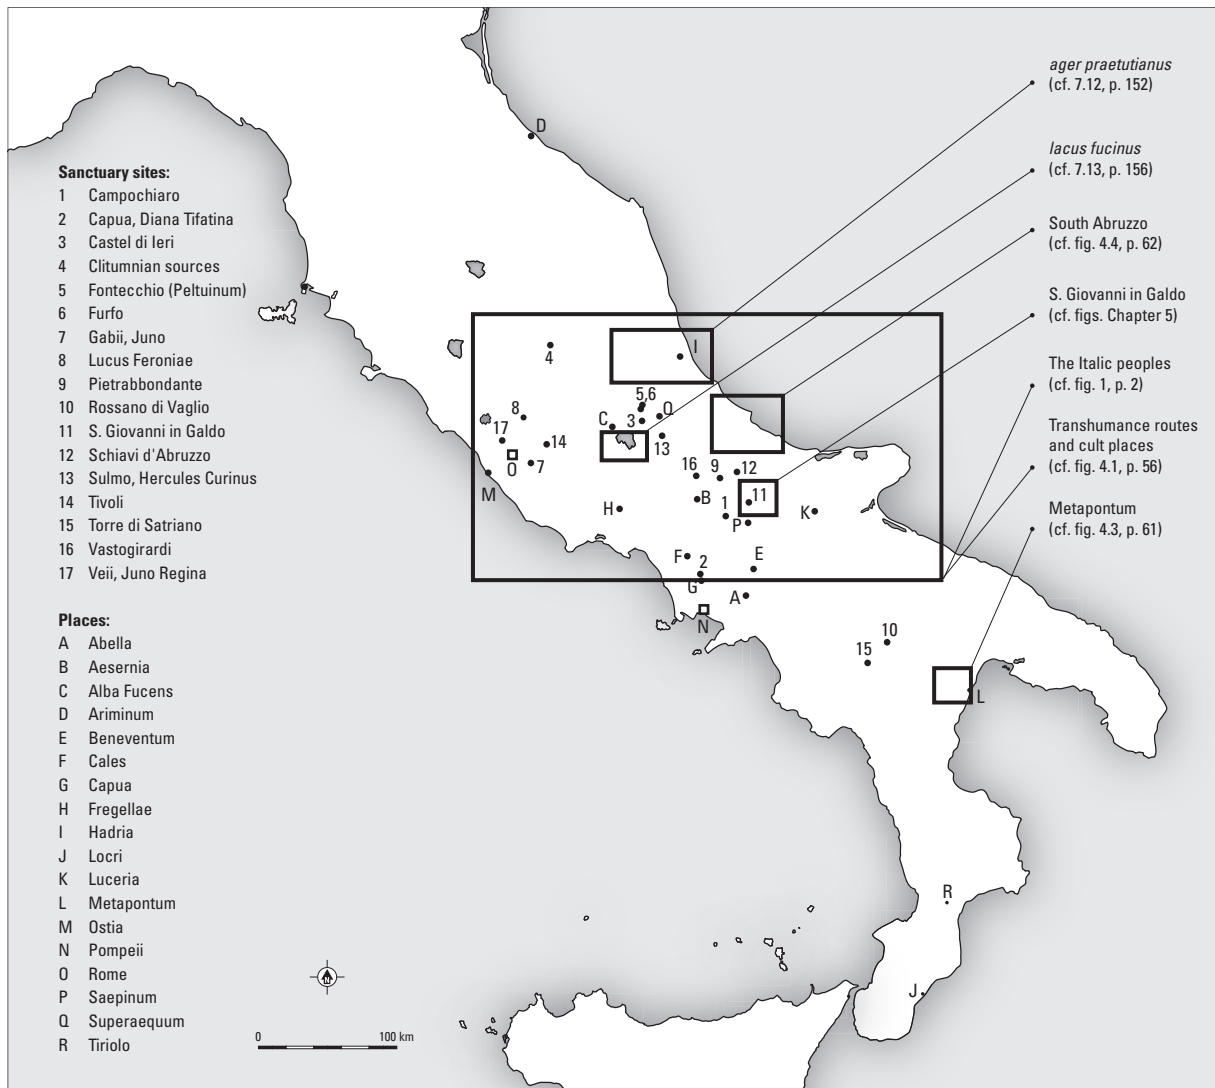 ager praetutianus
(cf. 7.12, p. 152)
lacus fucinus
(cf. 7.13, p. 156)
South Abruzzo
(cf. fig. 4.4, p. 62)
S. Giovanni in Galdo
(cf. figs. Chapter 5)
The Italic peoples
(cf. fig. 1, p. 2)
Transhumance routes
and cult places
(cf. fig. 4.1, p. 56)
Metapontum
(cf. fig. 4.3, p. 61)
Sanctuary sites:
1 Campochiaro
2 Capua, Diana Tifatina
3 Castel di Ieri
4 Clitumnian sources
5 Fontecchio (Peltuinum)
6 Furfo
7 Gabii, Juno
8 Lucus Feroniae
9 Pietrabbondante
10 Rossano di Vaglio
11 S. Giovanni in Galdo
12 Schiavi d'Abruzzo
13 Sulmo, Hercules Curinus
14 Tivoli
15 Torre di Satriano
16 Vastogirardi
17 Veii, Juno Regina
Places:
A Abella
B Aesernia
C Alba Fucens
D Ariminum
E Beneventum
F Cales
G Capua
H Fregellae
I Hadria
J Locri
K Luceria
L Metapontum
M Ostia
N Pompeii
O Rome
P Saepinum
Q Superaequum
R Tiriolo
D
I
4
5,6
Q
8
C
3
17
14
13
O
7
M
16
9
12
B
11
H
1
P
K
F
2
E
G
A
N
10
15
L
R
J
N
0 100 km